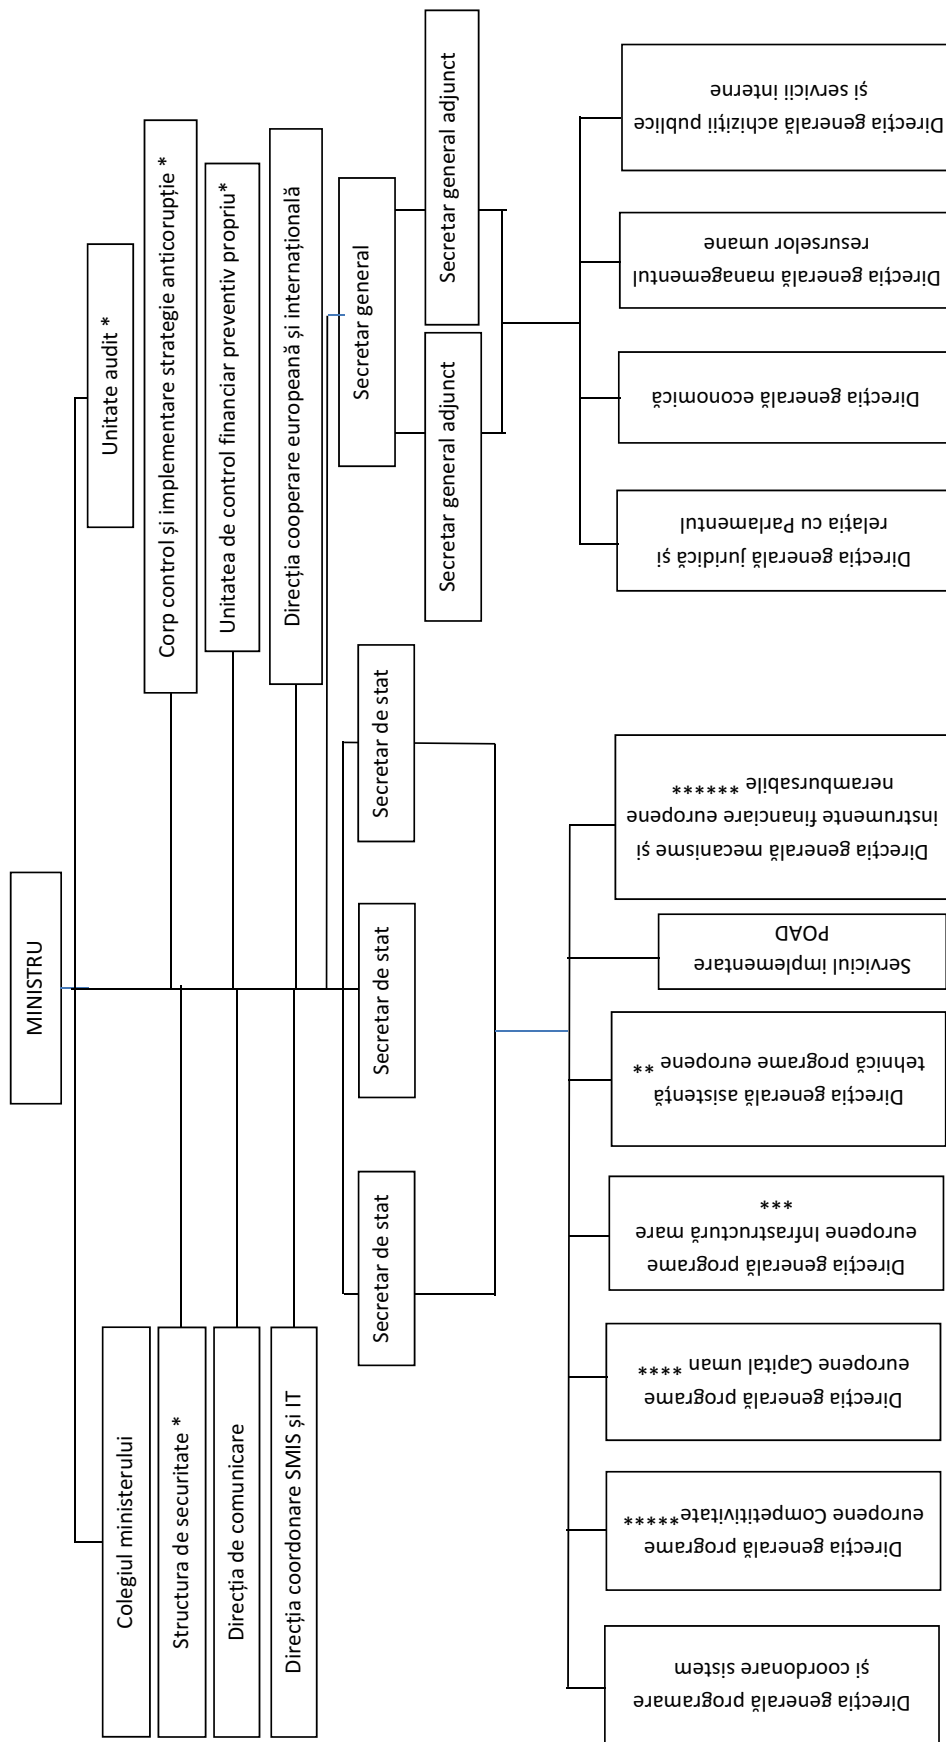 MINISTRU
Colegiul ministerului
Unitate audit *
Structura de securitate *
Corp control și implementare strategie anticorupție *
Direcția de comunicare
Unitatea de control financiar preventiv propriu*
Direcția coordonare SMIS și IT
Direcția cooperare europeană și internațională
Secretar de stat
Secretar de stat
Secretar de stat
Secretar general
Secretar general adjunct
Secretar general adjunct
Direcția generală programare
și coordonare sistem
Direcția generală programe
europene Competitivitate*****
Direcția generală programe
europene Capital uman ****
Direcția generală programe
europene Infrastructură mare
***
Direcția generală asistență
tehnică programe europene **
Serviciul implementare
POAD
Direcția generală mecanisme și
instrumente financiare europene
nerambursabile ******
Direcția generală juridică și
relația cu Parlamentul
Direcția generală economică
Direcția generală managementul
resurselor umane
Direcția generală achiziții publice
și servicii interne